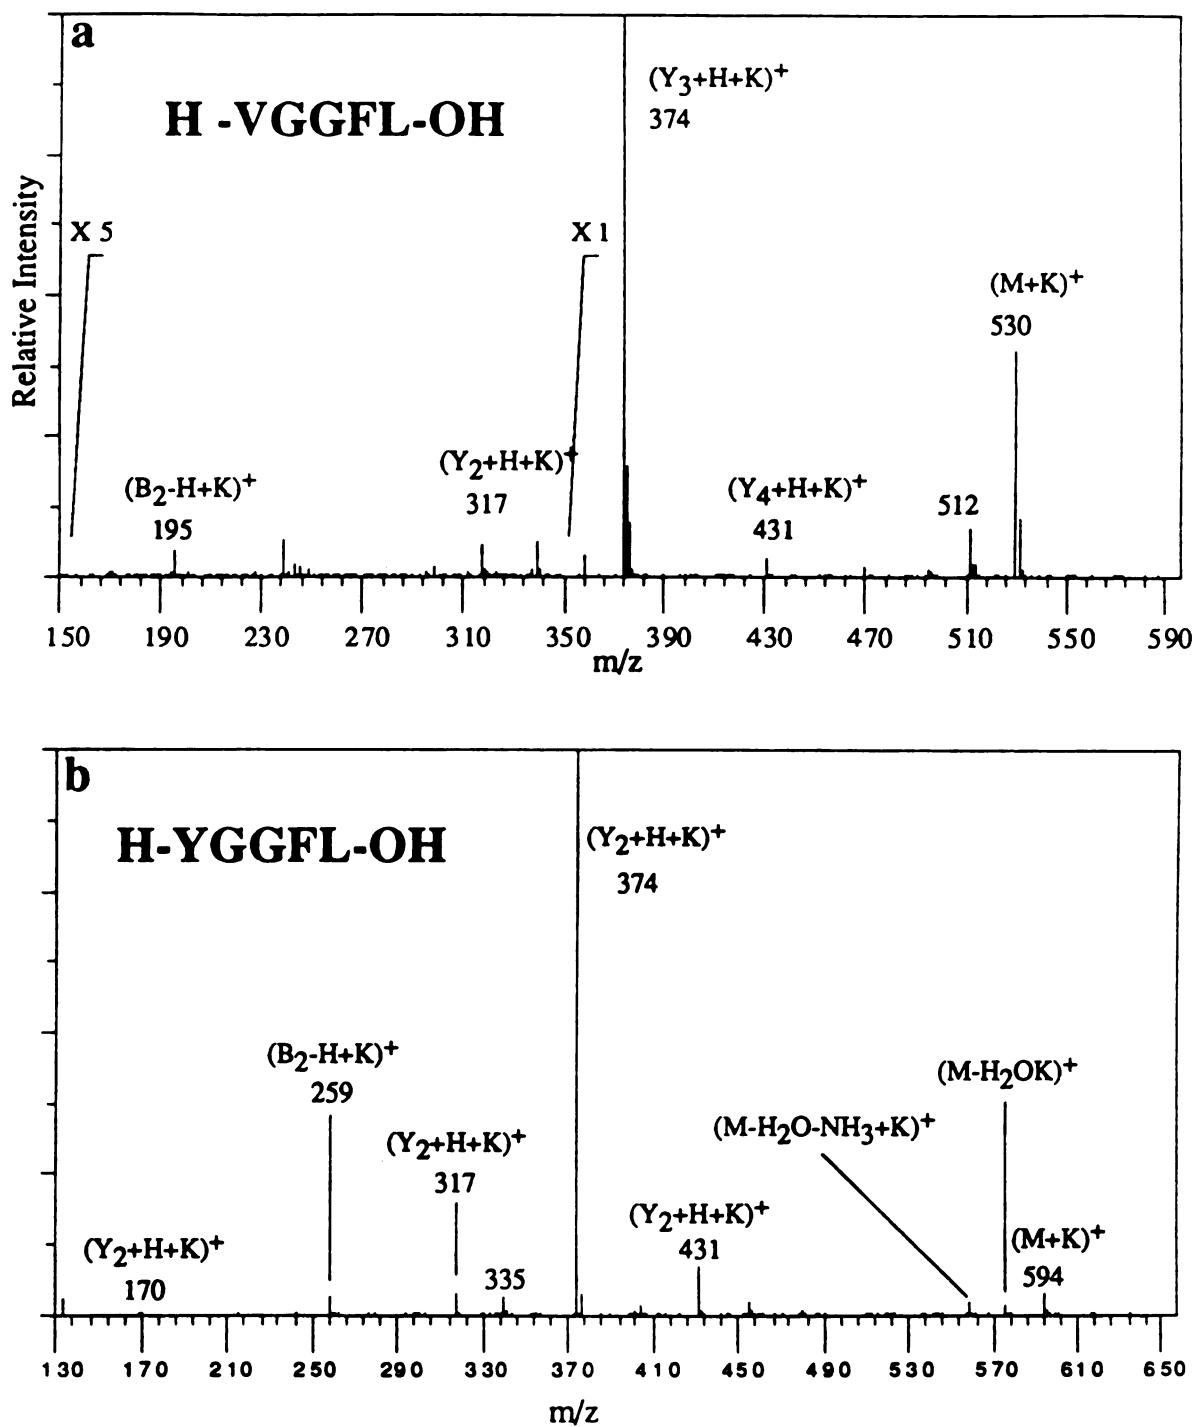 a
H -VGGFL-OH
(Y3+H+K)+
374
Relative Intensity
X 5
X 1
(M+K)+
530
(B2-H+K)+
195
(Y2+H+K)+
317
(Y4+H+K)+
431
512
150 190 230 270 310 350 390 430 470 510 550 590
m/z
b
H-YGGFL-OH
(Y2+H+K)+
374
(B2-H+K)+
259
(Y2+H+K)+
317
(M-H2OK)+
(M-H2O-NH3+K)+
(Y2+H+K)+
170
335
(Y2+H+K)+
431
(M+K)+
594
130 170 210 250 290 330 370 410 450 490 530 570 610 650
m/z